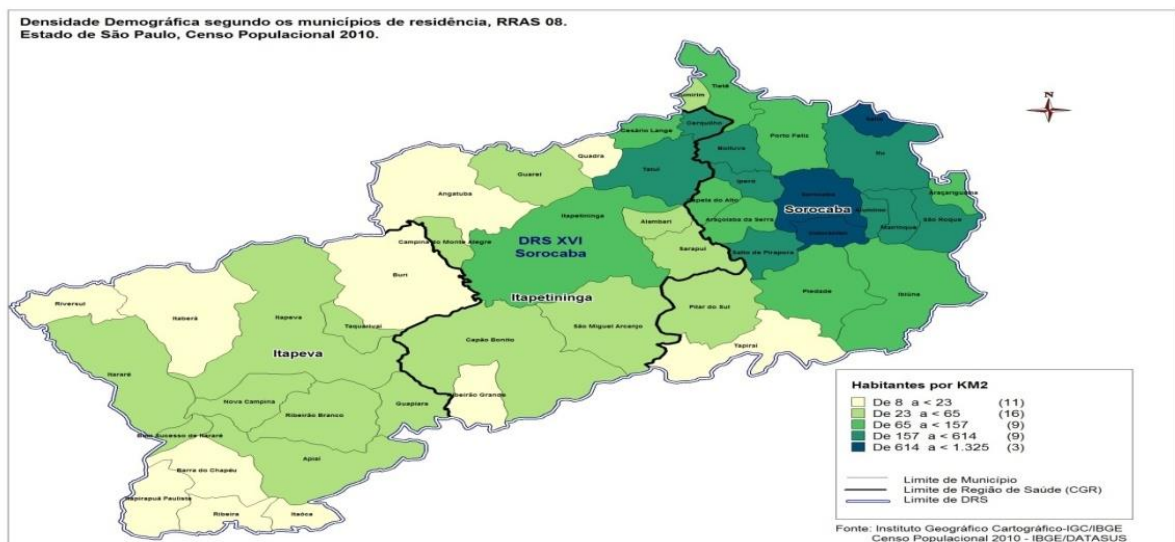 Densidade Demográfica segundo os municípios de residência, RRAS 08.
Estado de São Paulo, Censo Populacional 2010.
N
Tietê
Cesário Lange
Cerquilho
Porto Feliz
Quadra
Boituva
Itu
Tatuí
Guareí
Iperó
Araçariguama
Angatuba
Itapetininga
Alambari
Araçoiaba da Serra
Sorocaba
São Roque
Mairinque
DRS XVI
Sorocaba
Campina do Monte Alegre
Sarapuí
Salto de Pirapora
Buri
Itapetininga
Piedade
Ibiúna
Riversul
Itaberá
Itapeva
Taquarivaí
Pilar do Sul
São Miguel Arcanjo
Capão Bonito
Tapiraí
Itapeva
Itararé
Nova Campina
Ribeirão Branco
Guapiara
Ribeirão Grande
Bom Sucesso de Itararé
Apiaí
Barra do Chapéu
Itapirapuã Paulista
Ribeira
Itaóca
Habitantes por KM2
De 8 a < 23 (11)
De 23 a < 65 (16)
De 65 a < 157 (9)
De 157 a < 614 (9)
De 614 a < 1.325 (3)
Limite de Município
Limite de Região de Saúde (CGR)
Limite de DRS
Fonte: Instituto Geográfico Cartográfico-IGC/IBGE
Censo Populacional 2010 - IBGE/DATASUS